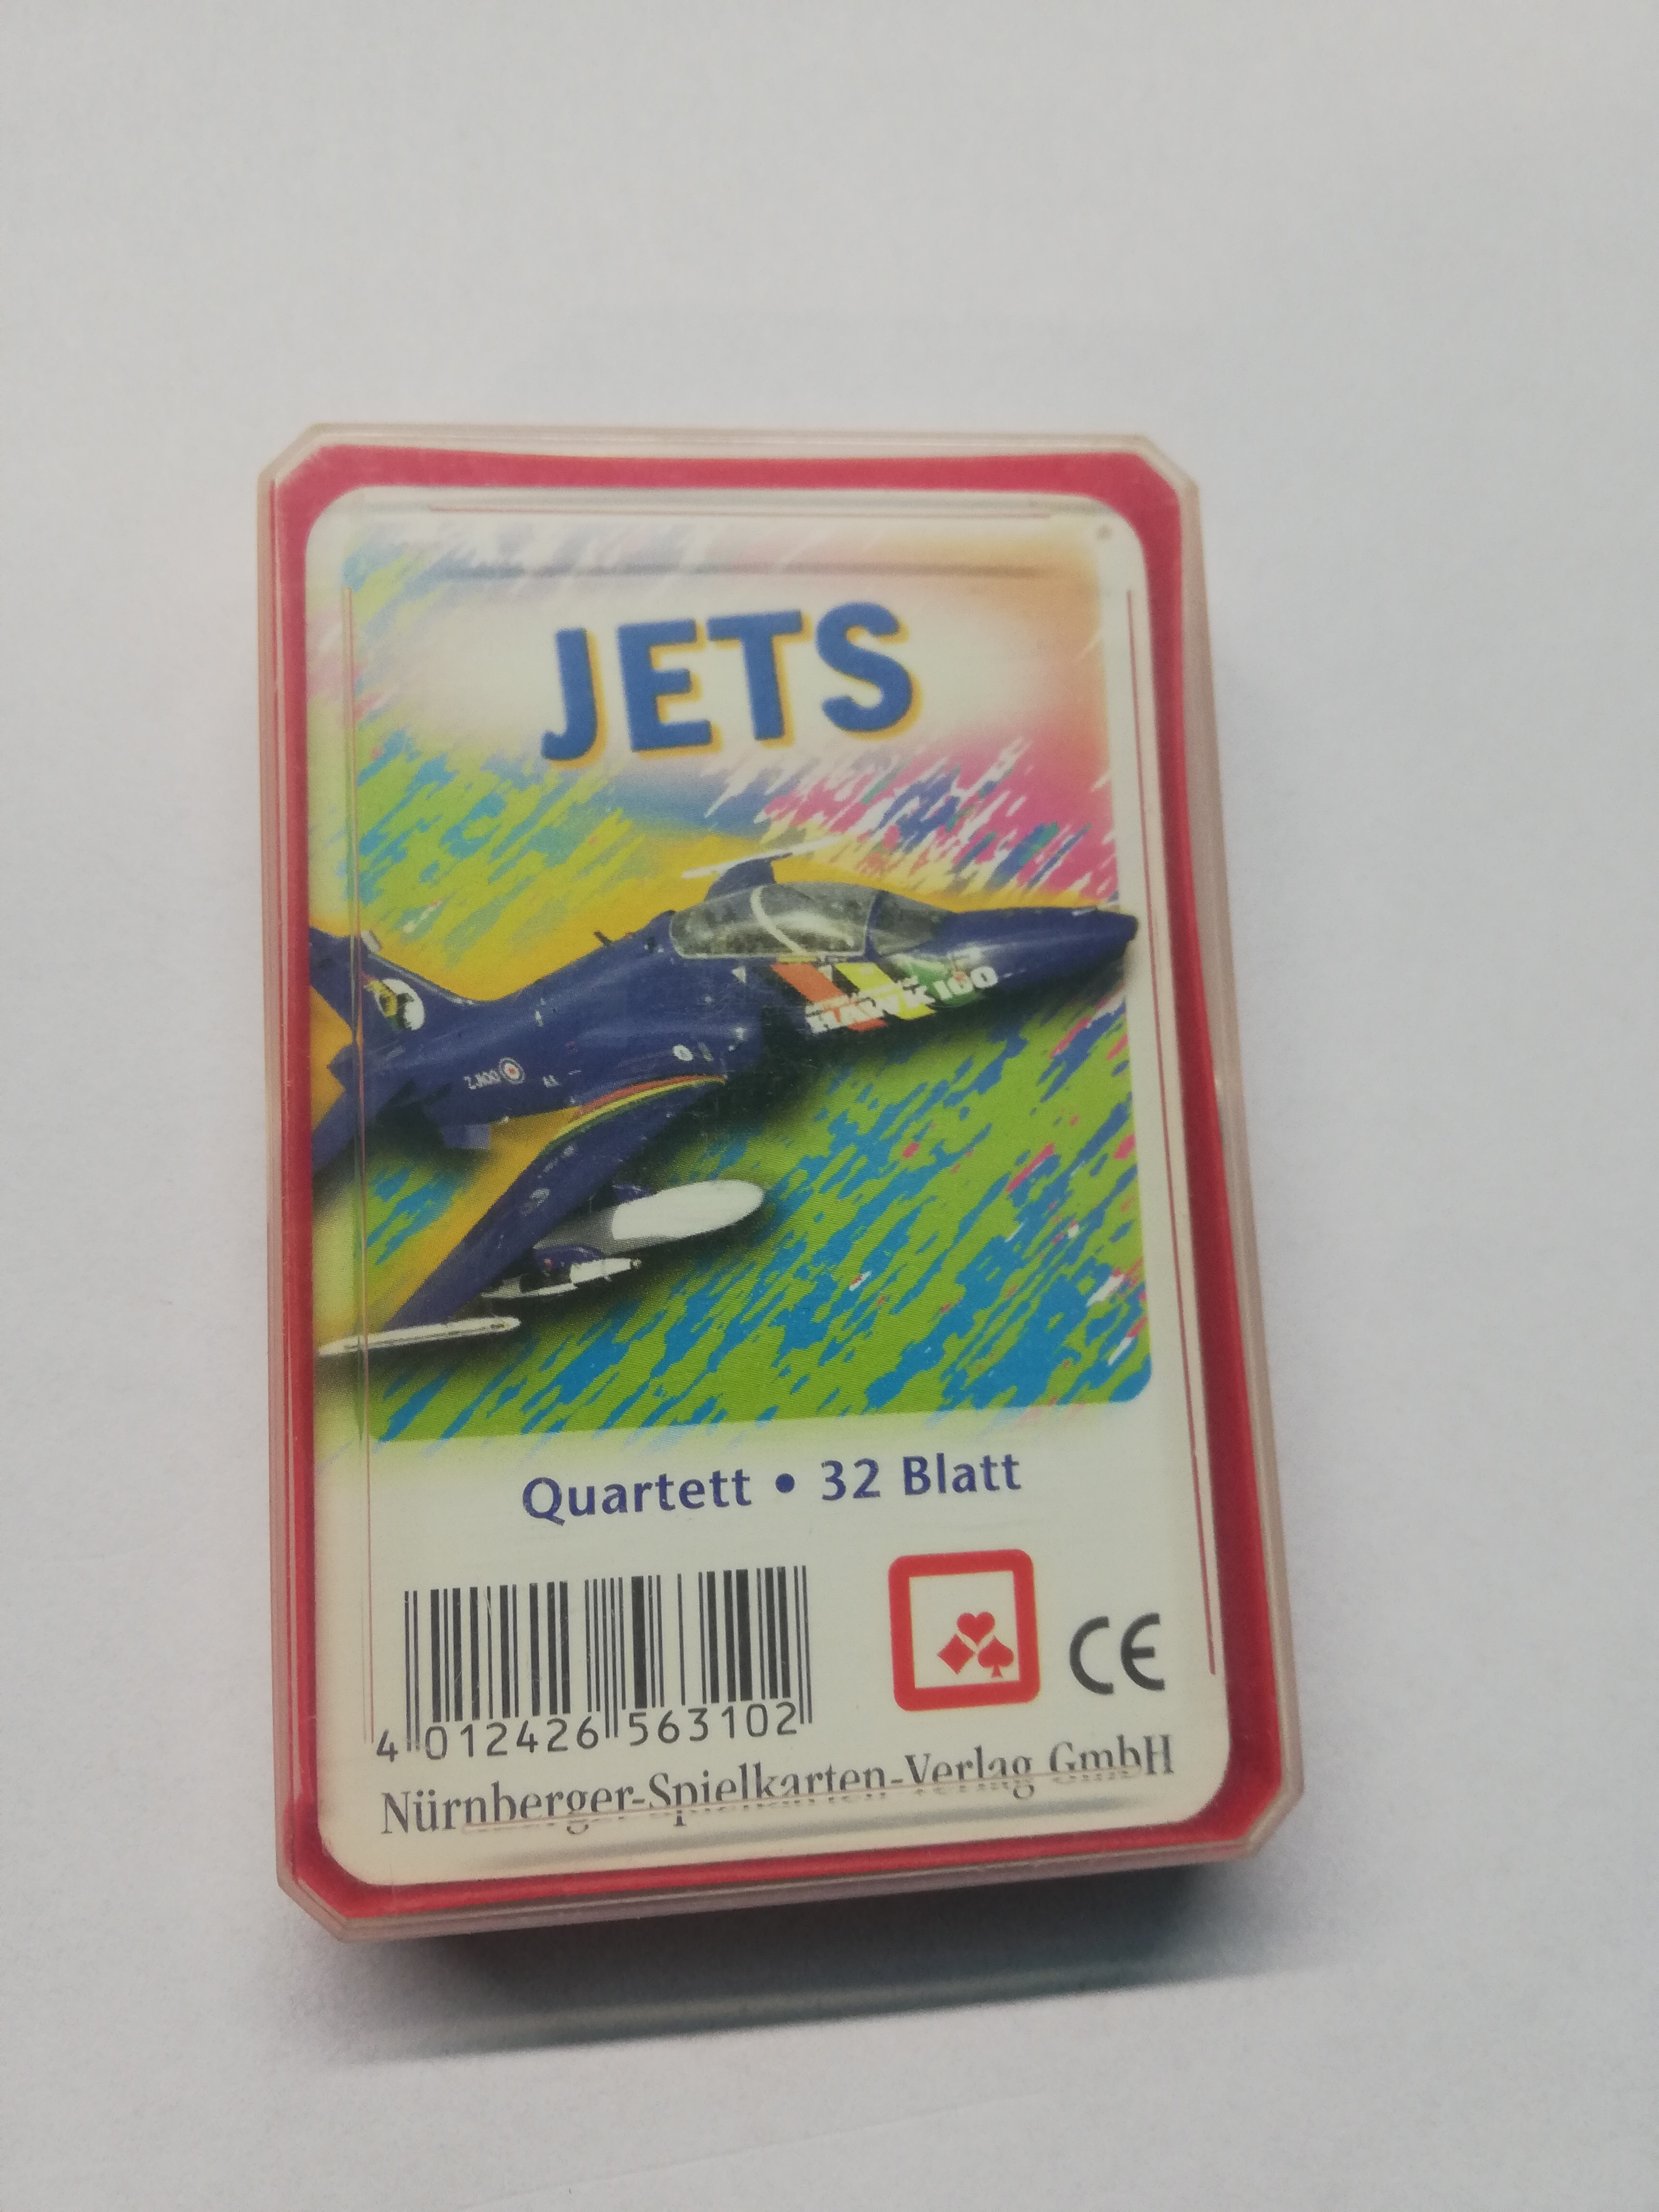 JETS
HAWK 100
Quartett • 32 Blatt
CE
4 012426 563102
Nürnberger-Spielkarten-Verlag GmbH